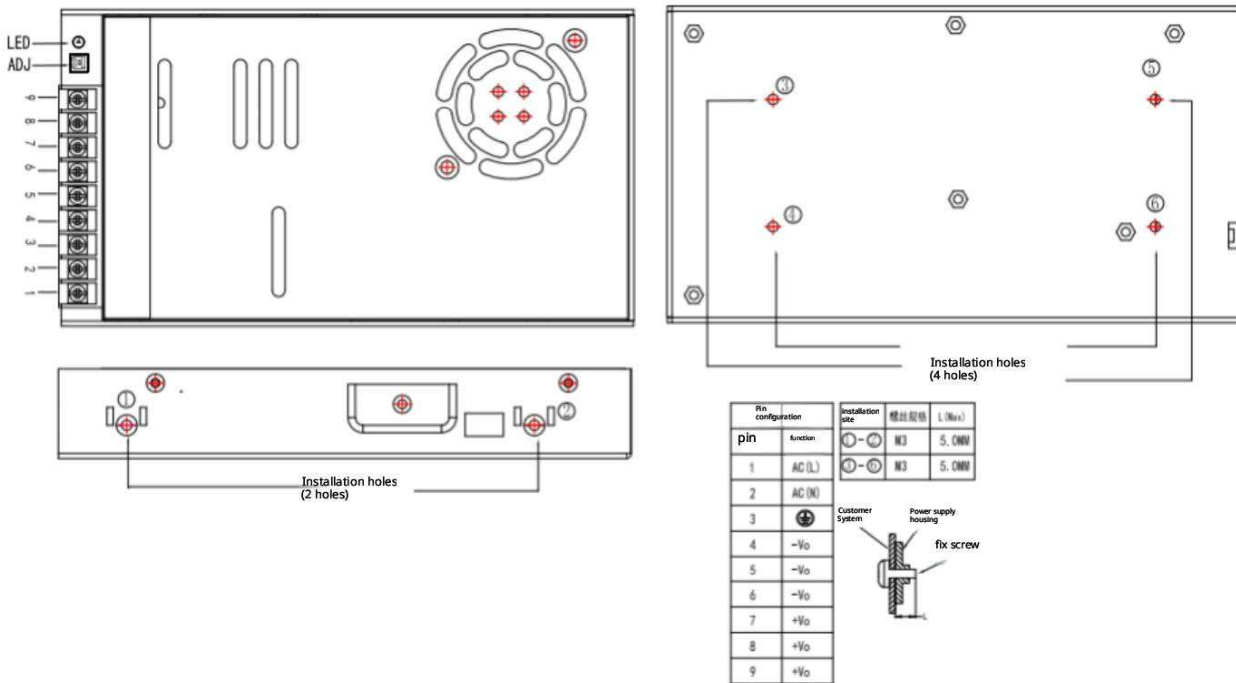 LED
ADJ
9
8
7
6
5
4
3
2
1
③
⑤
④
⑥
Installation holes
(4 holes)
①
②
Installation holes
(2 holes)
Pin
configuration
pin function
1 AC(L)
2 AC(N)
3
4 -Vo
5 -Vo
6 -Vo
7 +Vo
8 +Vo
9 +Vo
installation
site 螺丝规格 L(Max)
①-② M3 5.0MM
③-⑥ M3 5.0MM
Customer
System
Power supply
housing
fix screw
L